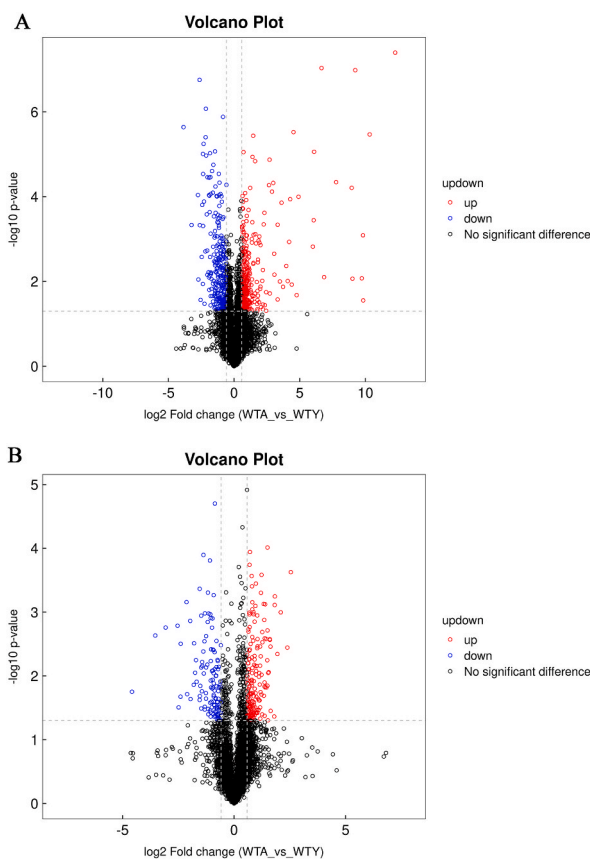 A
Volcano Plot
6
4
2
0
-log10 p-value
-10
-5
0
5
10
log2 Fold change (WTA_vs_WTY)
updown
up
down
No significant difference
B
Volcano Plot
5
4
3
2
1
0
-log10 p-value
-5
0
5
log2 Fold change (WTA_vs_WTY)
updown
up
down
No significant difference